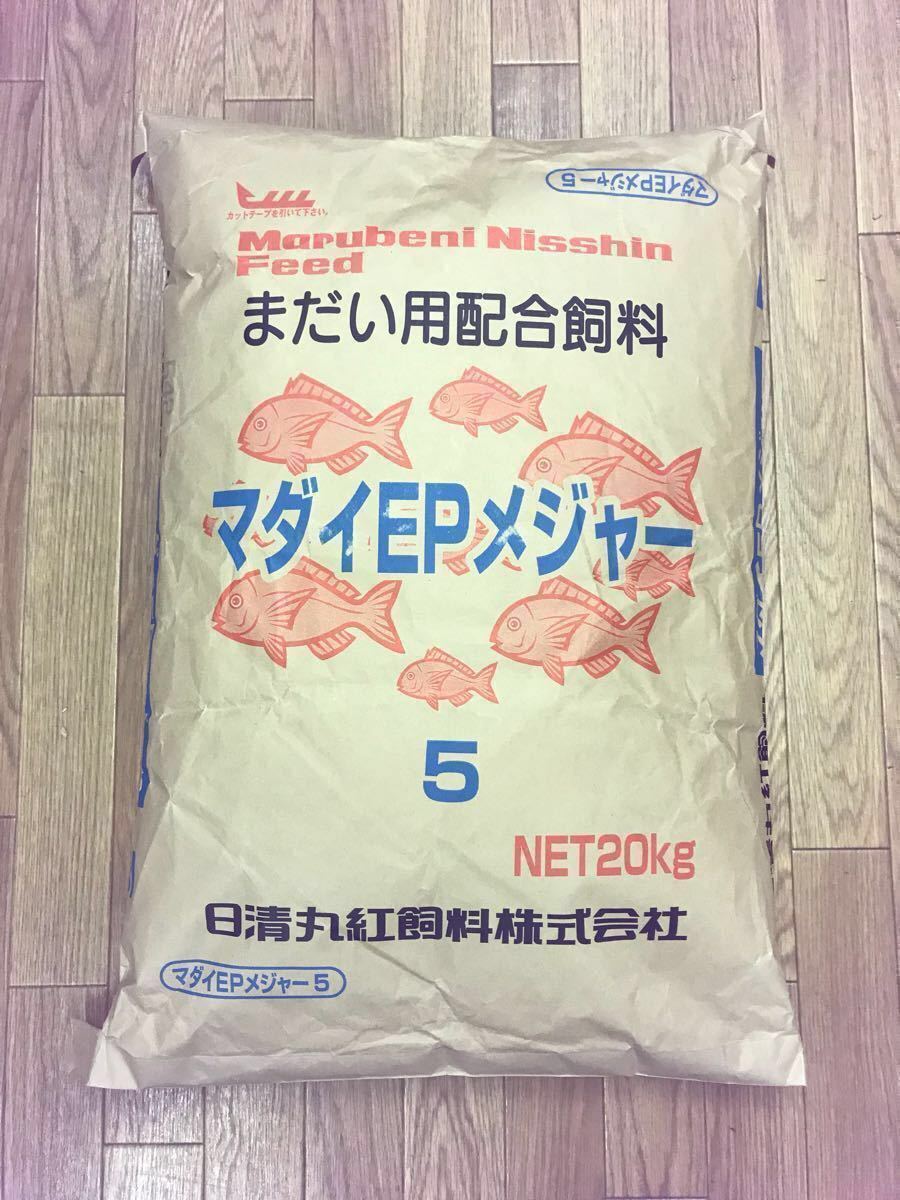 マダイEPメジャー5
カットテープを引いて下さい。
Marubeni Nisshin
Feed
まだい用配合飼料
マダイEPメジャー
5
NET20kg
日清丸紅飼料株式会社
マダイEPメジャー5